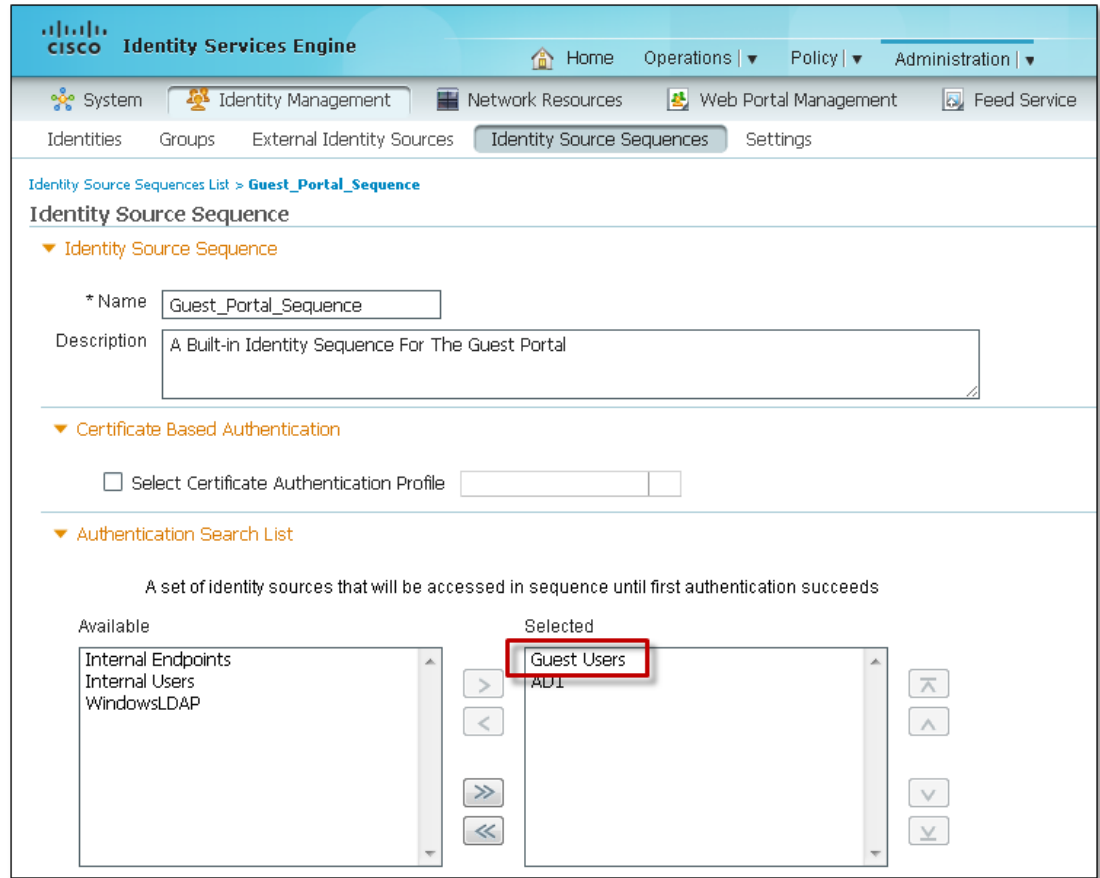 CISCO Identity Services Engine
Home Operations | ▼ Policy | ▼ Administration | ▼
System Identity Management Network Resources Web Portal Management Feed Service
Identities Groups External Identity Sources Identity Source Sequences Settings
Identity Source Sequences List > Guest_Portal_Sequence
Identity Source Sequence
Identity Source Sequence
* Name Guest_Portal_Sequence
Description A Built-in Identity Sequence For The Guest Portal
Certificate Based Authentication
Select Certificate Authentication Profile
Authentication Search List
A set of identity sources that will be accessed in sequence until first authentication succeeds
Available Selected
Internal Endpoints Guest Users
Internal Users AD1
WindowsLDAP